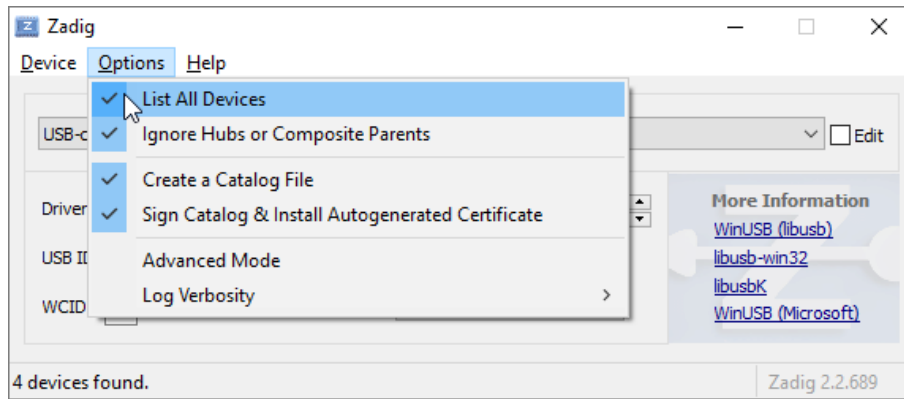 Zadig
Device Options Help
List All Devices
USB-c Ignore Hubs or Composite Parents Edit
Create a Catalog File
Driver Sign Catalog & Install Autogenerated Certificate
More Information
WinUSB (libusb)
USB ID Advanced Mode libusb-win32
Log Verbosity libusbK
WCID WinUSB (Microsoft)
4 devices found. Zadig 2.2.689